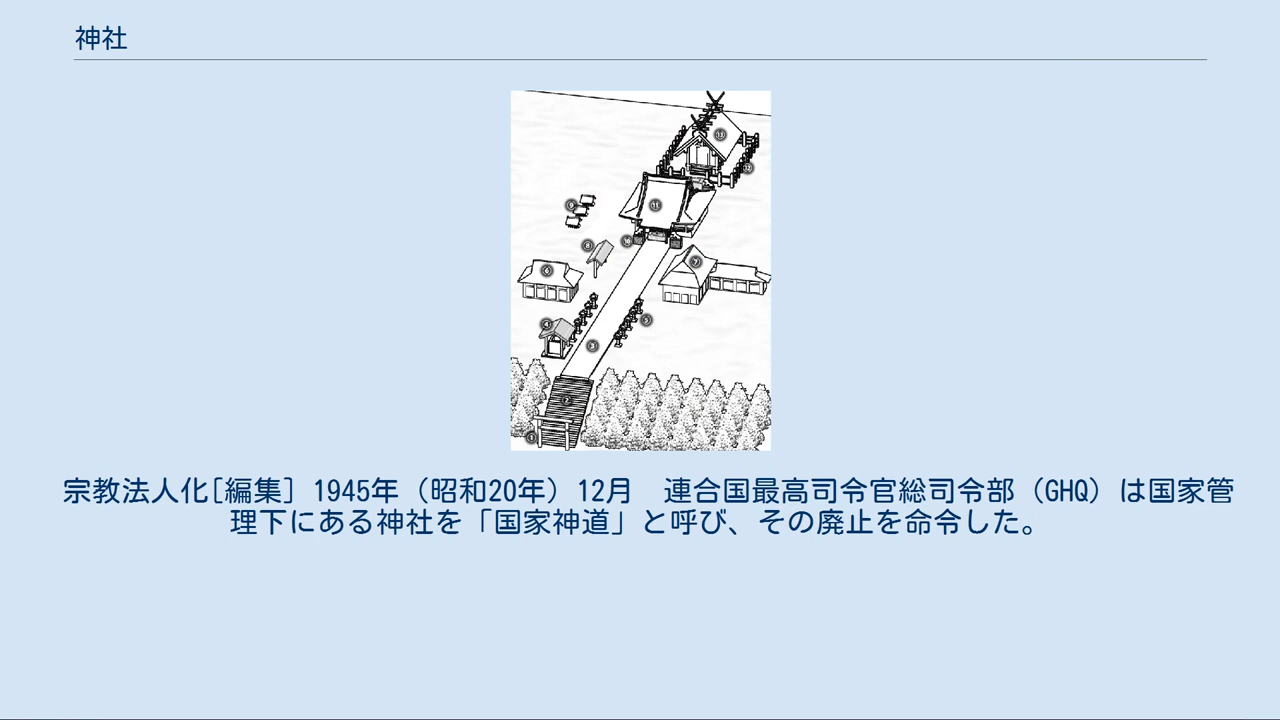 神社
宗教法人化[編集] 1945年（昭和20年）12月　連合国最高司令官総司令部（GHQ）は国家管
理下にある神社を「国家神道」と呼び、その廃止を命令した。